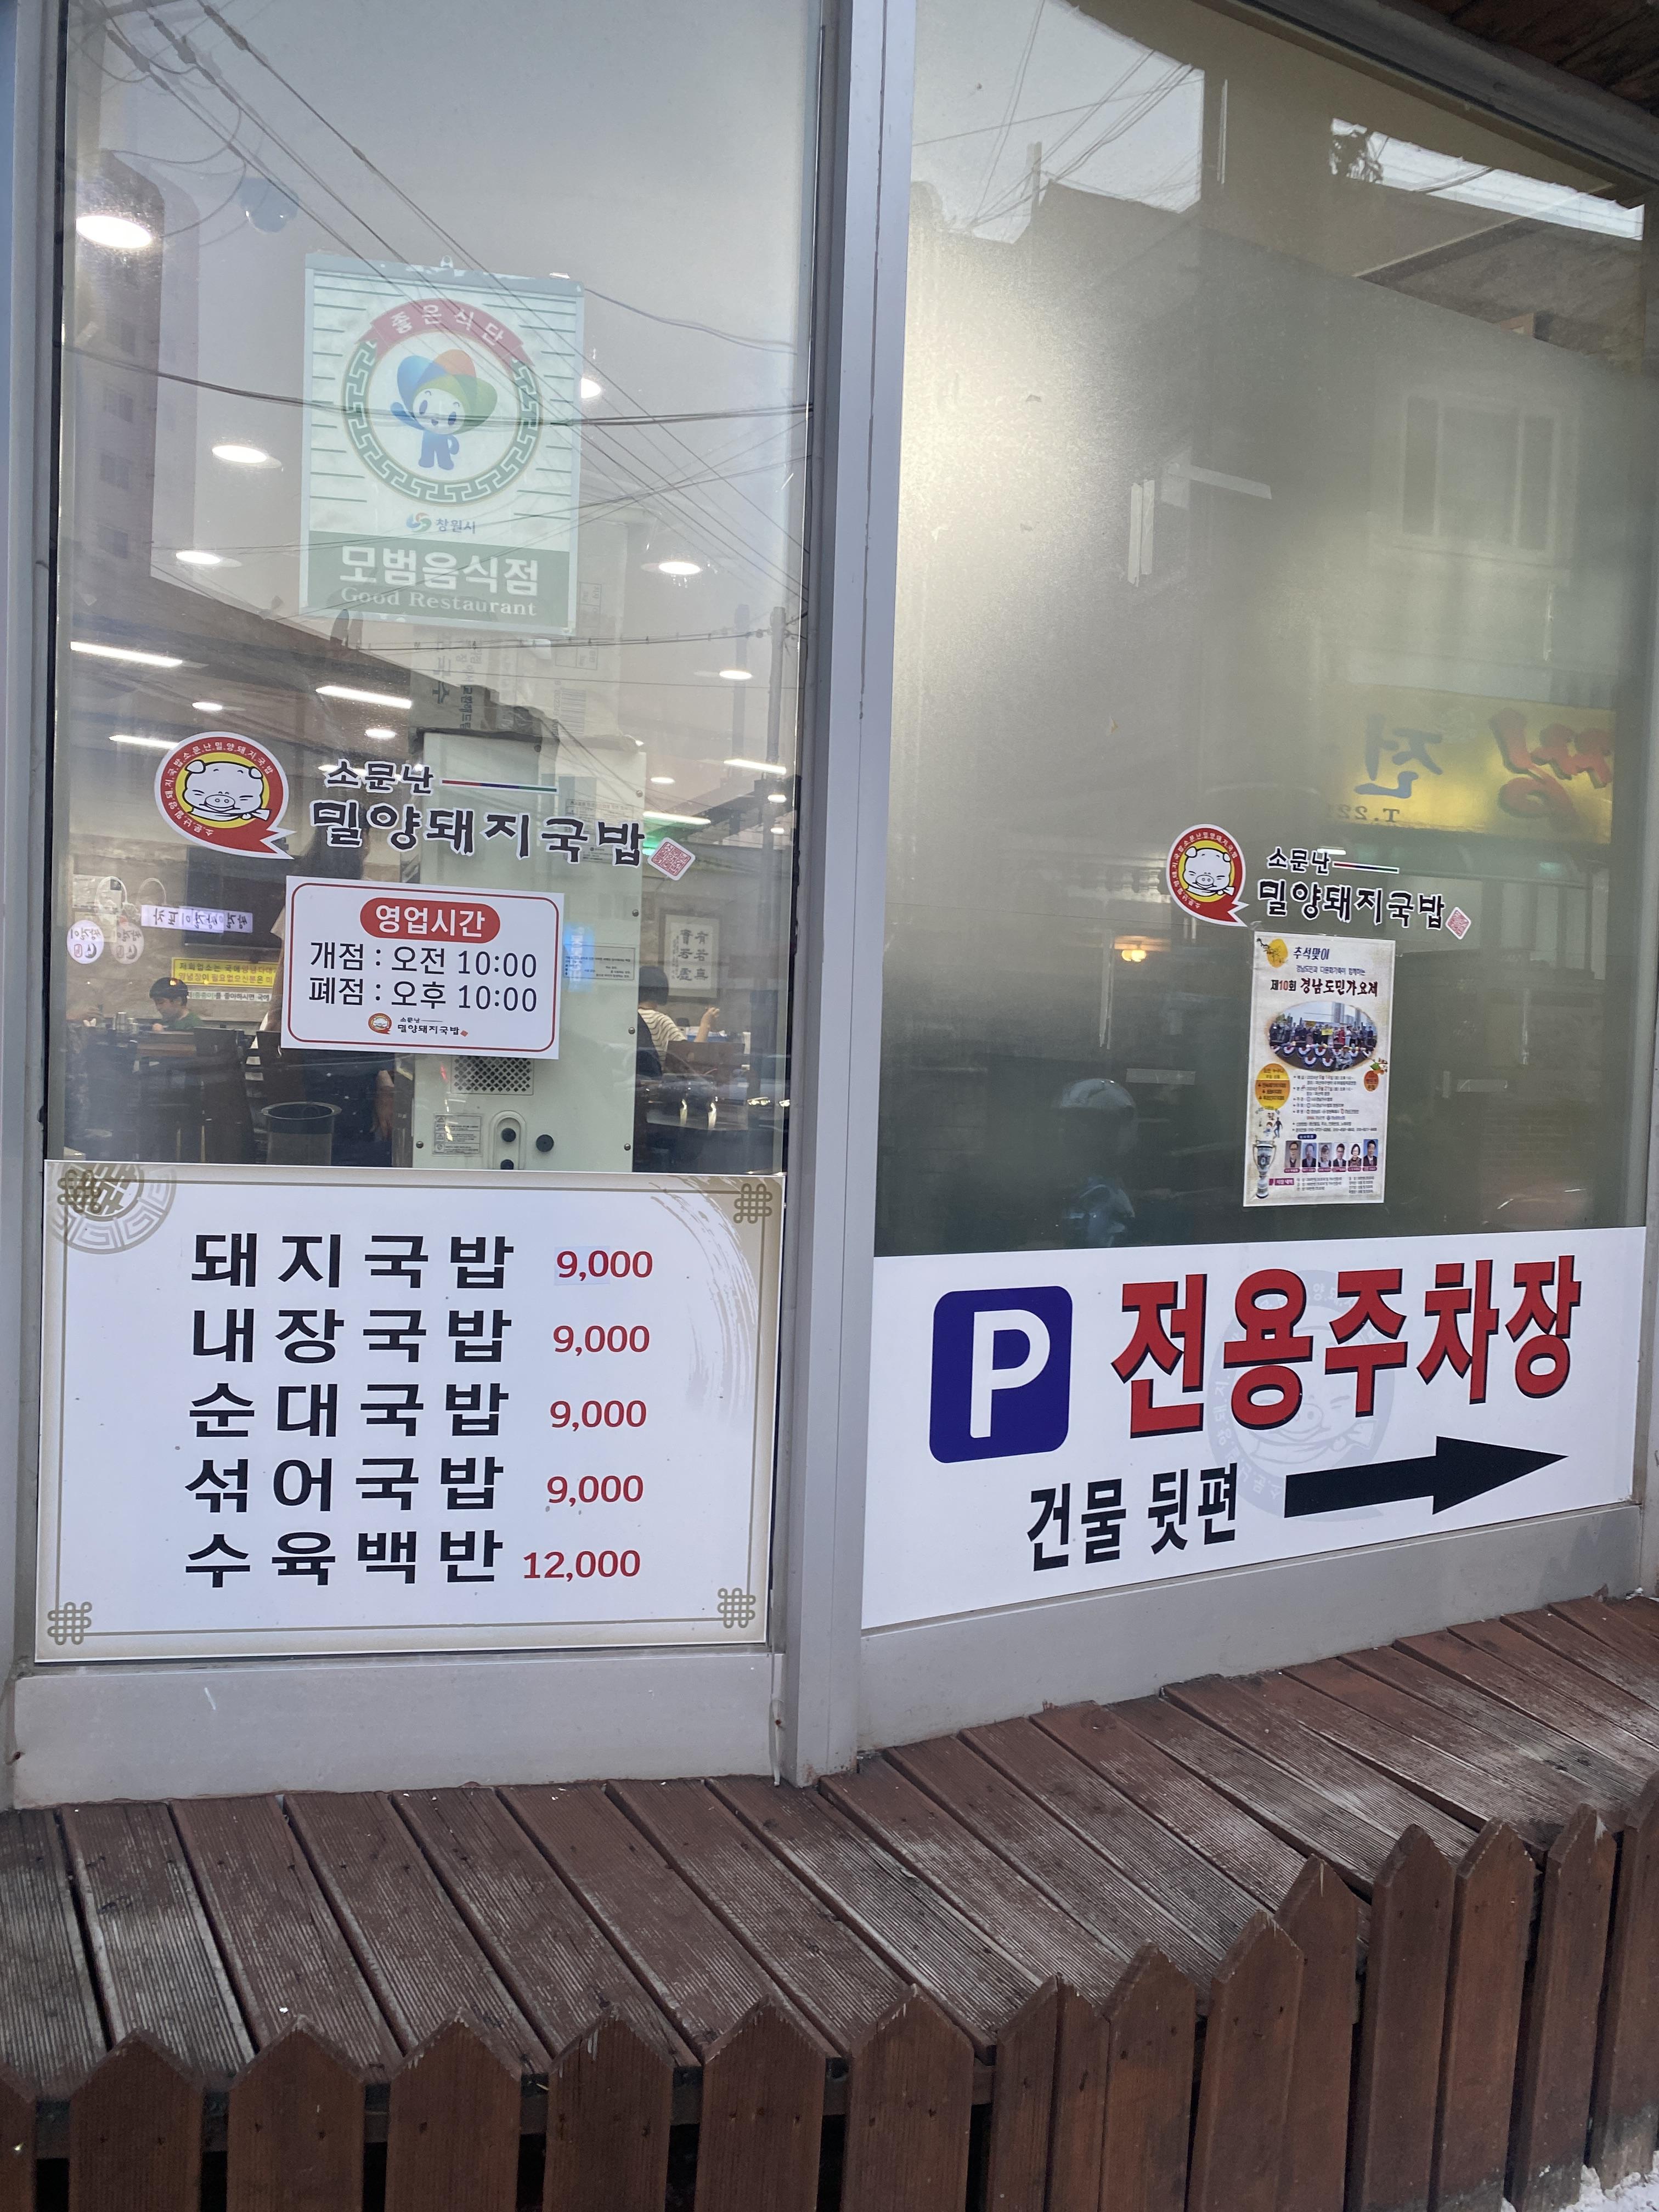 좋은식단
창원시
모범음식점
Good Restaurant
소문난
밀양돼지국밥
영업시간
개점 : 오전 10:00
폐점 : 오후 10:00
소문난
밀양돼지국밥
돼지국밥 9,000
내장국밥 9,000
순대국밥 9,000
섞어국밥 9,000
수육백반 12,000
소문난
밀양돼지국밥
추석맞이
제10회 경남도민가요제
P 전용주차장
건물 뒷편